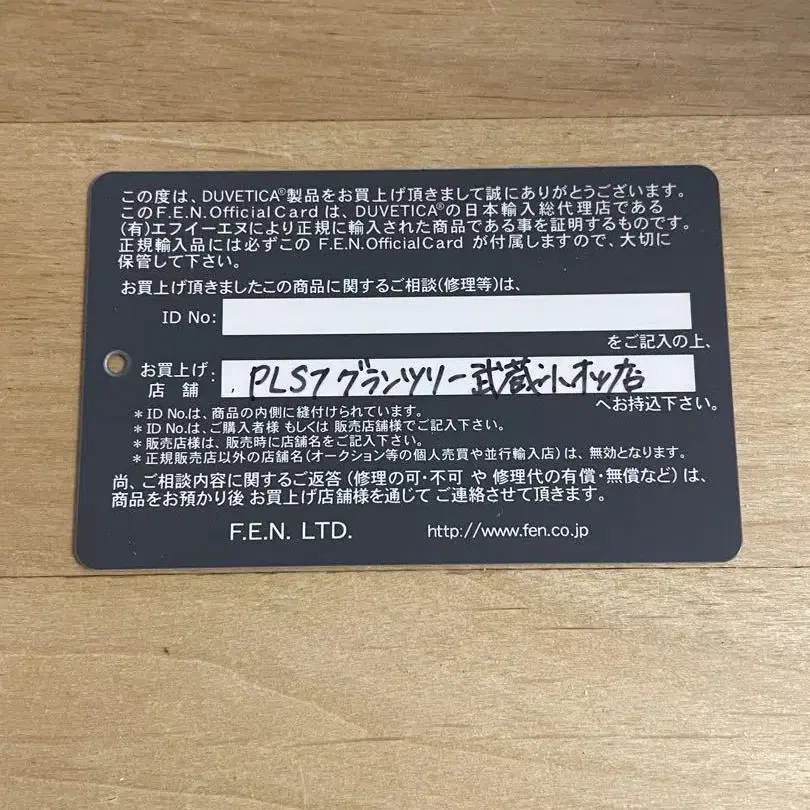 この度は、DUVETICA®製品をお買上げ頂きまして誠にありがとうございます。
このF.E.N.OfficialCardは、DUVETICA®の日本輸入総代理店である
(有)エフイーエヌにより正規に輸入された商品である事を証明するものです。
正規輸入品には必ずこの F.E.N.OfficialCard が付属しますので、大切に
保管して下さい。
お買上げ頂きましたこの商品に関するご相談(修理等)は、
ID No:
をご記入の上、
お買上げ店舗: PLST グランツリー武蔵小杉店
へお持込下さい。
＊ID No.は、商品の内側に縫付けられています。
＊ID No.は、ご購入者様 もしくは 販売店舗様でご記入下さい。
＊販売店様は、販売時に店舗名をご記入下さい。
＊正規販売店以外の店舗名(オークション等の個人売買や並行輸入店)は、無効となります。
尚、ご相談内容に関するご返答(修理の可・不可 や 修理代の有償・無償など)は、
商品をお預かり後 お買上げ店舗様を通じて ご連絡させて頂きます。
F.E.N. LTD. http://www.fen.co.jp